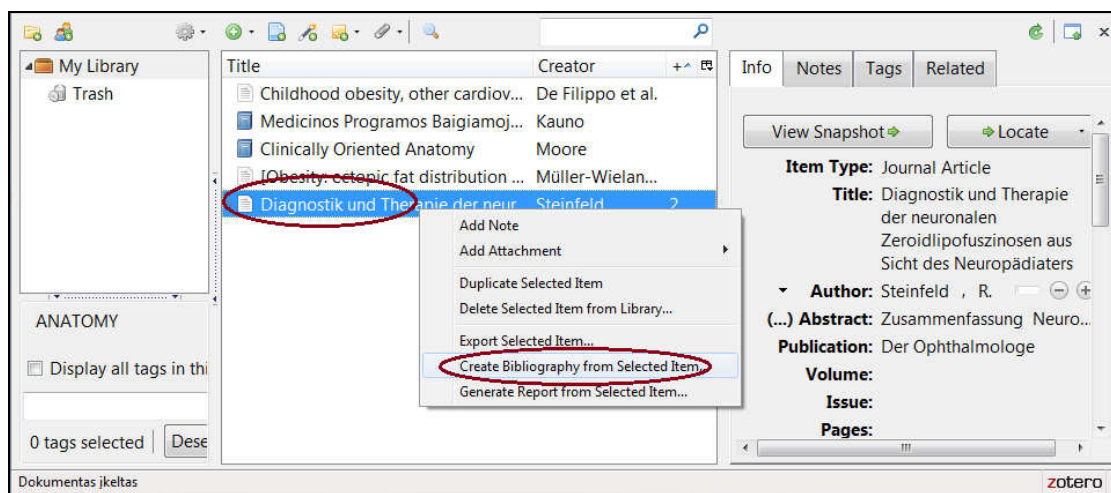 My Library
Trash
ANATOMY
Display all tags in thi
0 tags selected
Dese
Title Creator
Childhood obesity, other cardiov... De Filippo et al.
Medicinos Programos Baigiamoj... Kauno
Clinically Oriented Anatomy Moore
[Obesity: ectopic fat distribution ... Müller-Wielan...
Diagnostik und Therapie der neur... Steinfeld 2
Add Note
Add Attachment
Duplicate Selected Item
Delete Selected Item from Library...
Export Selected Item...
Create Bibliography from Selected Item...
Generate Report from Selected Item...
Info Notes Tags Related
View Snapshot Locate
Item Type: Journal Article
Title: Diagnostik und Therapie
der neuronalen
Zeroidlipofuszinosen aus
Sicht des Neuropädiaters
Author: Steinfeld , R.
(...) Abstract: Zusammenfassung Neuro...
Publication: Der Ophthalmologe
Volume:
Issue:
Pages:
Dokumentas įkeltas
zotero